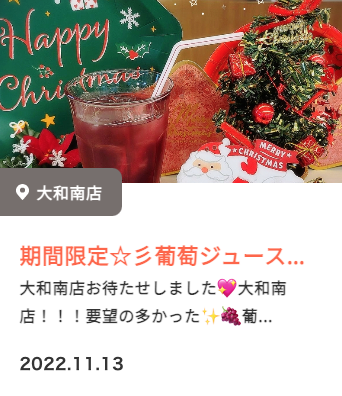 Happy
Christmas
MERRY
CHRISTMAS
大和南店
期間限定☆彡葡萄ジュース...
大和南店お待たせしました💖大和南
店！！！要望の多かった✨🍇葡...
2022.11.13